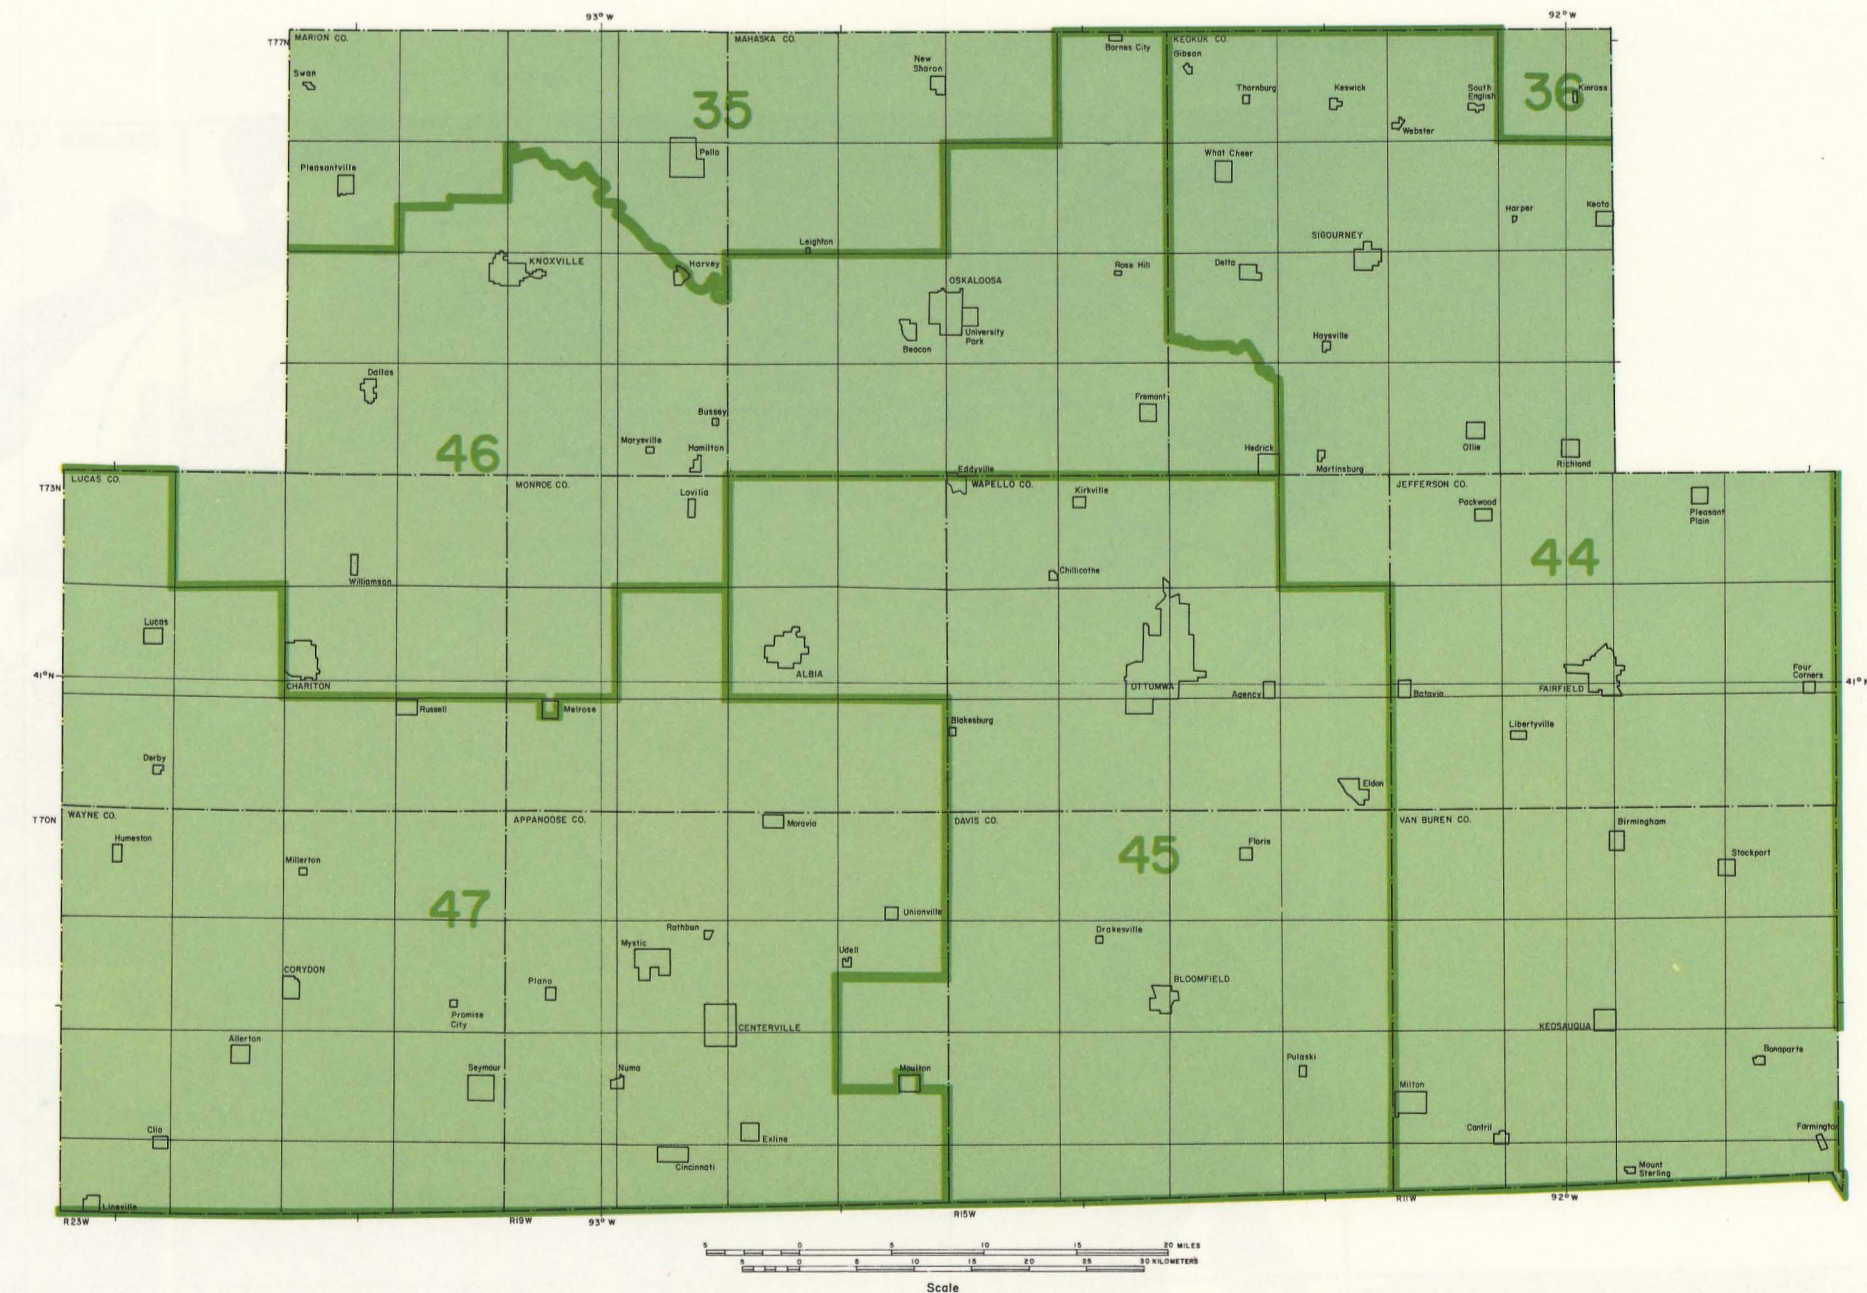 93° W
92° W
T77N
MARION CO.
MAHASKA CO.
KEOKUK CO.
Barnes City
Gibson
Swan
New
Sharon
Thornburg
Keswick
South
English
36
Kinross
35
Webster
Pella
What Cheer
Pleasantville
Harper
Keota
Leighton
SIGOURNEY
KNOXVILLE
Harvey
Rose Hill
Delta
OSKALOOSA
University
Park
Beacon
Haysville
Dallas
Fremont
Bussey
Marysville
Hamilton
46
Hedrick
Martinsburg
Ollie
Richland
Eddyville
T73N
LUCAS CO.
MONROE CO.
WAPELLO CO.
JEFFERSON CO.
Lovilia
Kirkville
Packwood
Pleasant
Plain
44
Williamson
Chillicothe
Lucas
41° N
CHARITON
ALBIA
OTTUMWA
Agency
Batavia
FAIRFIELD
Four
Corners
41° N
Russell
Melrose
Blakesburg
Libertyville
Derby
Eldon
T70N
WAYNE CO.
APPANOOSE CO.
Moravia
DAVIS CO.
VAN BUREN CO.
Birmingham
Humeston
Millerton
45
Floris
Stockport
47
Unionville
Rathbun
Mystic
Udell
Drakesville
CORYDON
Plano
BLOOMFIELD
Promise
City
CENTERVILLE
KEOSAUQUA
Allerton
Seymour
Numa
Moulton
Pulaski
Bonaparte
Milton
Clio
Exline
Cantril
Farmington
Cincinnati
Mount
Sterling
Lineville
R23W
R19W
93° W
R15W
R11W
92° W
5 0 5 10 15 20 MILES
5 0 5 10 15 20 25 30 KILOMETERS
Scale